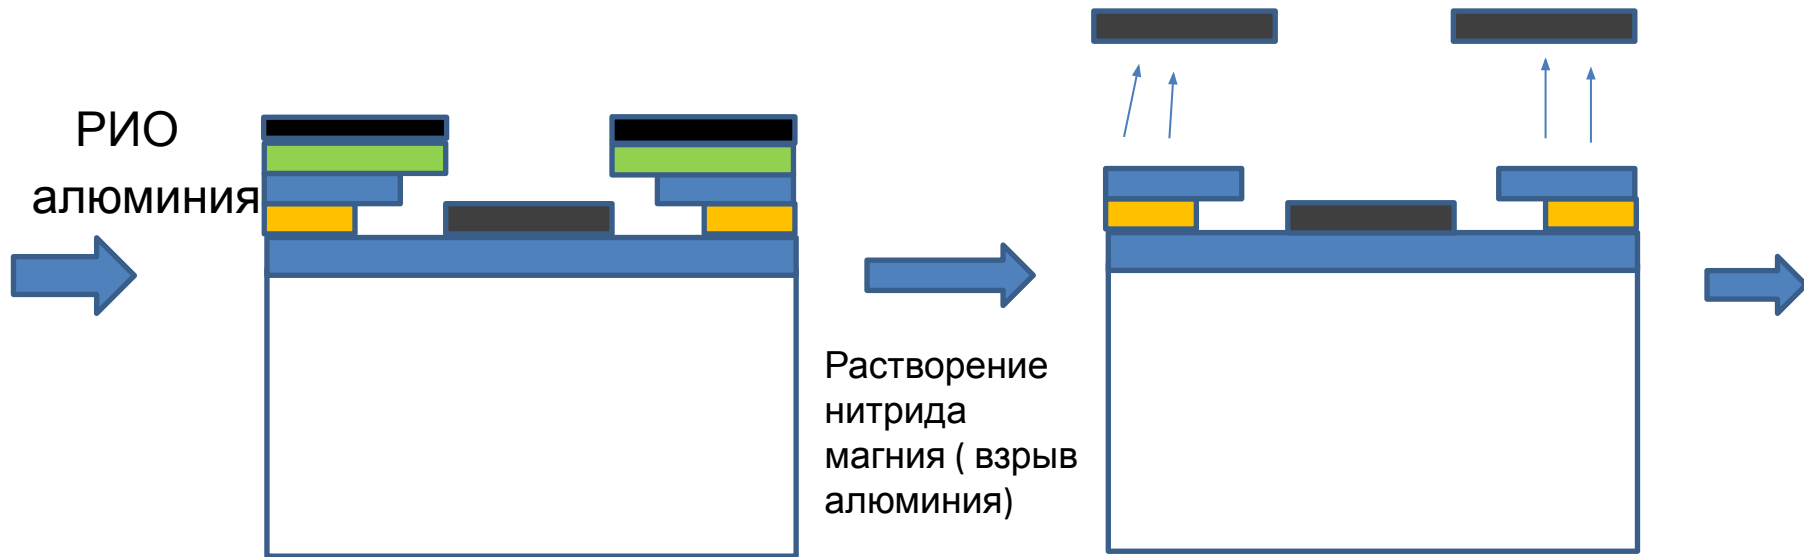 РИО
алюминия
Растворение
нитрида
магния ( взрыв
алюминия)